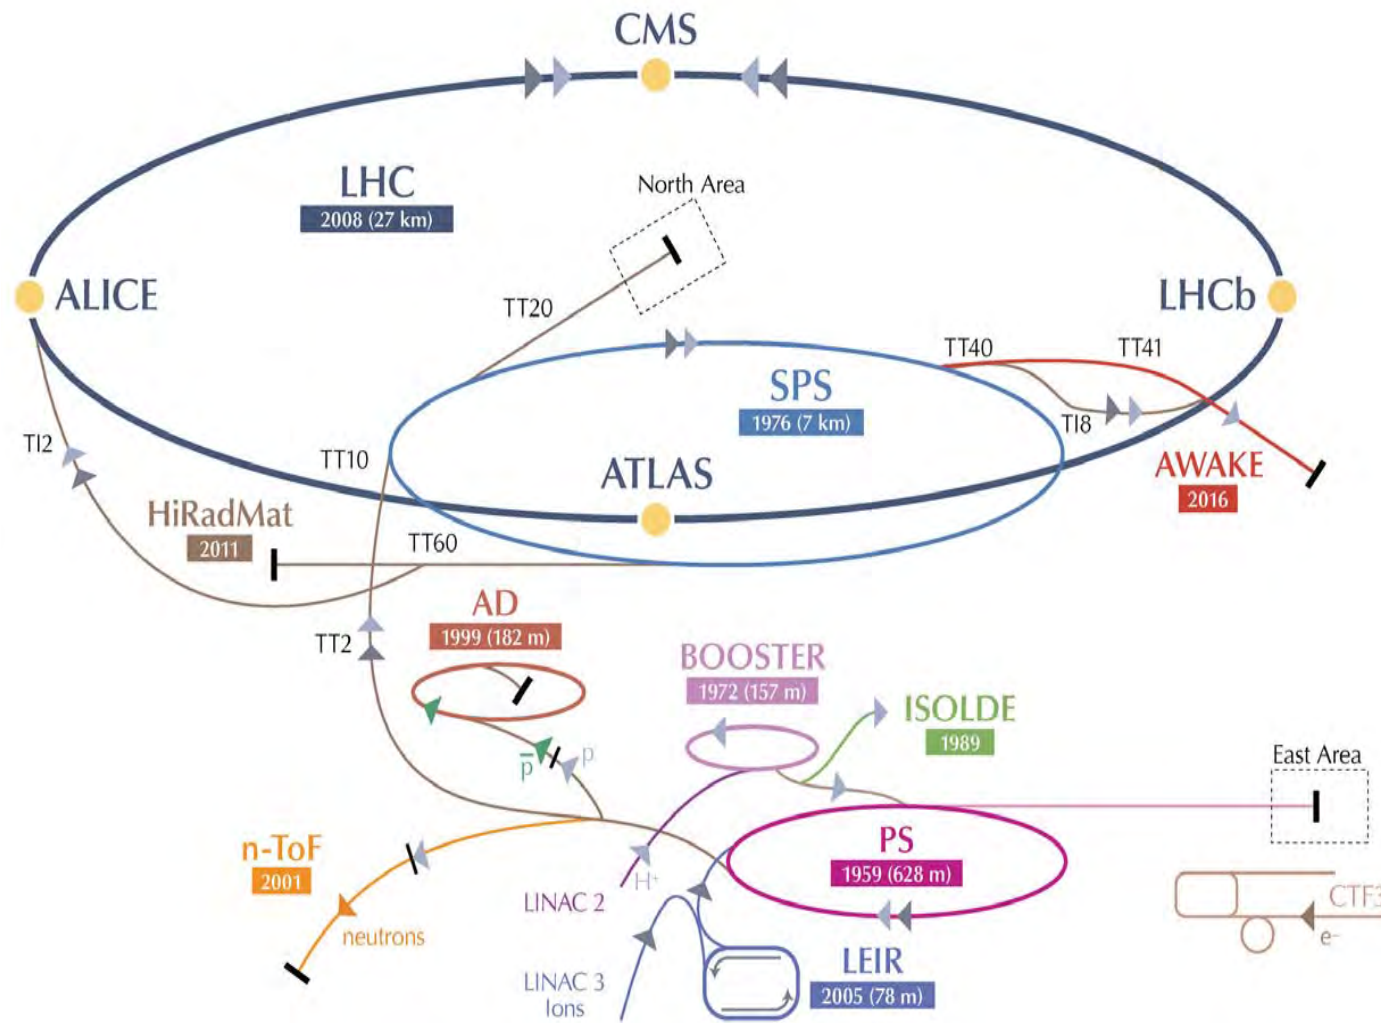 CMS
LHC
2008 (27 km)
North Area
ALICE
LHCb
TT20
TT40
TT41
SPS
1976 (7 km)
TI8
TI2
TT10
ATLAS
AWAKE
2016
HiRadMat
2011
TT60
AD
1999 (182 m)
TT2
BOOSTER
1972 (157 m)
ISOLDE
1989
p̅
p
East Area
n-ToF
2001
PS
1959 (628 m)
H⁺
LINAC 2
CTF3
neutrons
e⁻
LEIR
2005 (78 m)
LINAC 3
Ions